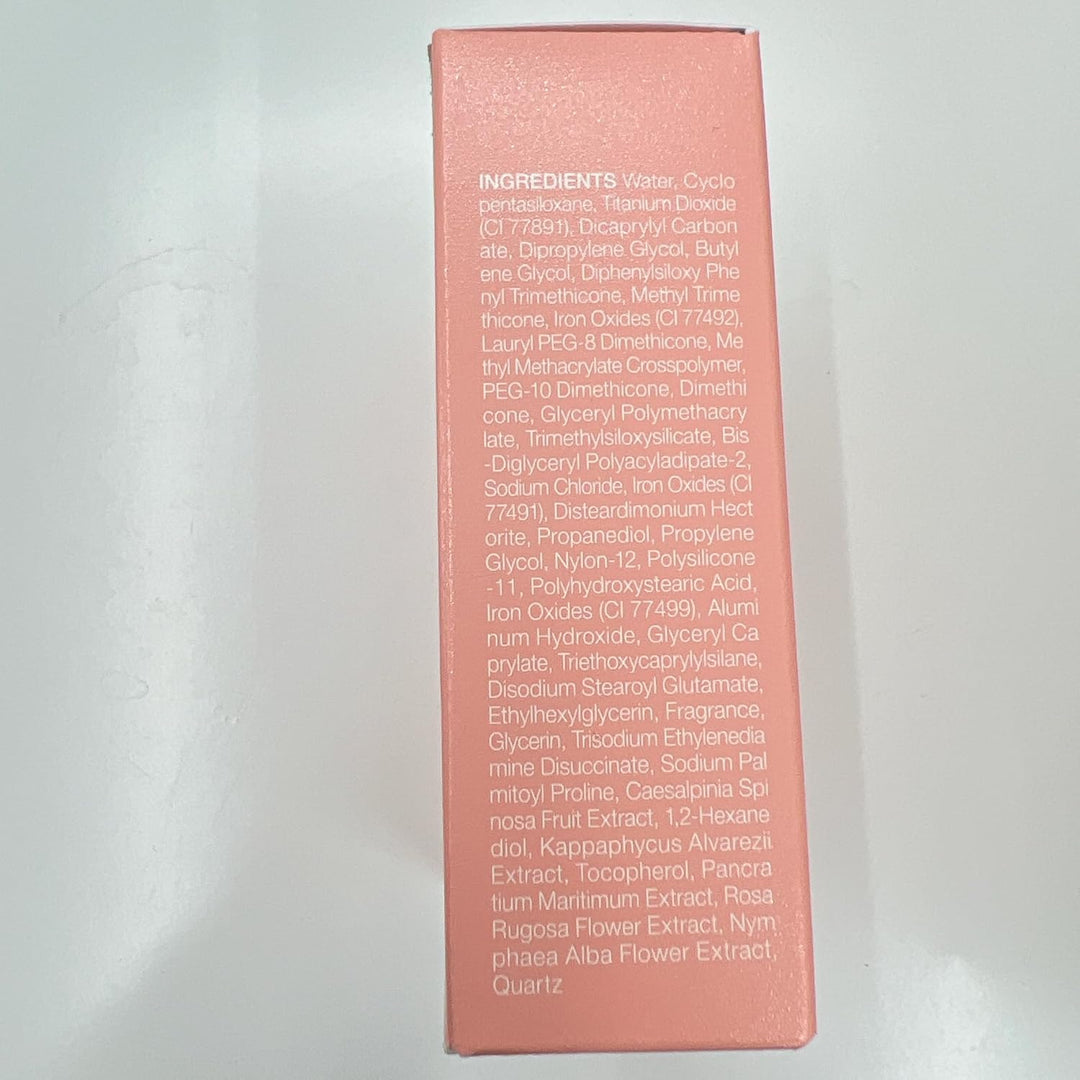 INGREDIENTS Water, Cyclo
pentasiloxane, Titanium Dioxide
(CI 77891), Dicaprylyl Carbon
ate, Dipropylene Glycol, Butyl
ene Glycol, Diphenylsiloxy Phe
nyl Trimethicone, Methyl Trime
thicone, Iron Oxides (CI 77492),
Lauryl PEG-8 Dimethicone, Me
thyl Methacrylate Crosspolymer,
PEG-10 Dimethicone, Dimethi
cone, Glyceryl Polymethacry
late, Trimethylsiloxysilicate, Bis
-Diglyceryl Polyacyladipate-2,
Sodium Chloride, Iron Oxides (CI
77491), Disteardimonium Hect
orite, Propanediol, Propylene
Glycol, Nylon-12, Polysilicone
-11, Polyhydroxystearic Acid,
Iron Oxides (CI 77499), Alumi
num Hydroxide, Glyceryl Ca
prylate, Triethoxycaprylylsilane,
Disodium Stearoyl Glutamate,
Ethylhexylglycerin, Fragrance,
Glycerin, Trisodium Ethylenedia
mine Disuccinate, Sodium Pal
mitoyl Proline, Caesalpinia Spi
nosa Fruit Extract, 1,2-Hexane
diol, Kappaphycus Alvarezii
Extract, Tocopherol, Pancra
tium Maritimum Extract, Rosa
Rugosa Flower Extract, Nym
phaea Alba Flower Extract,
Quartz